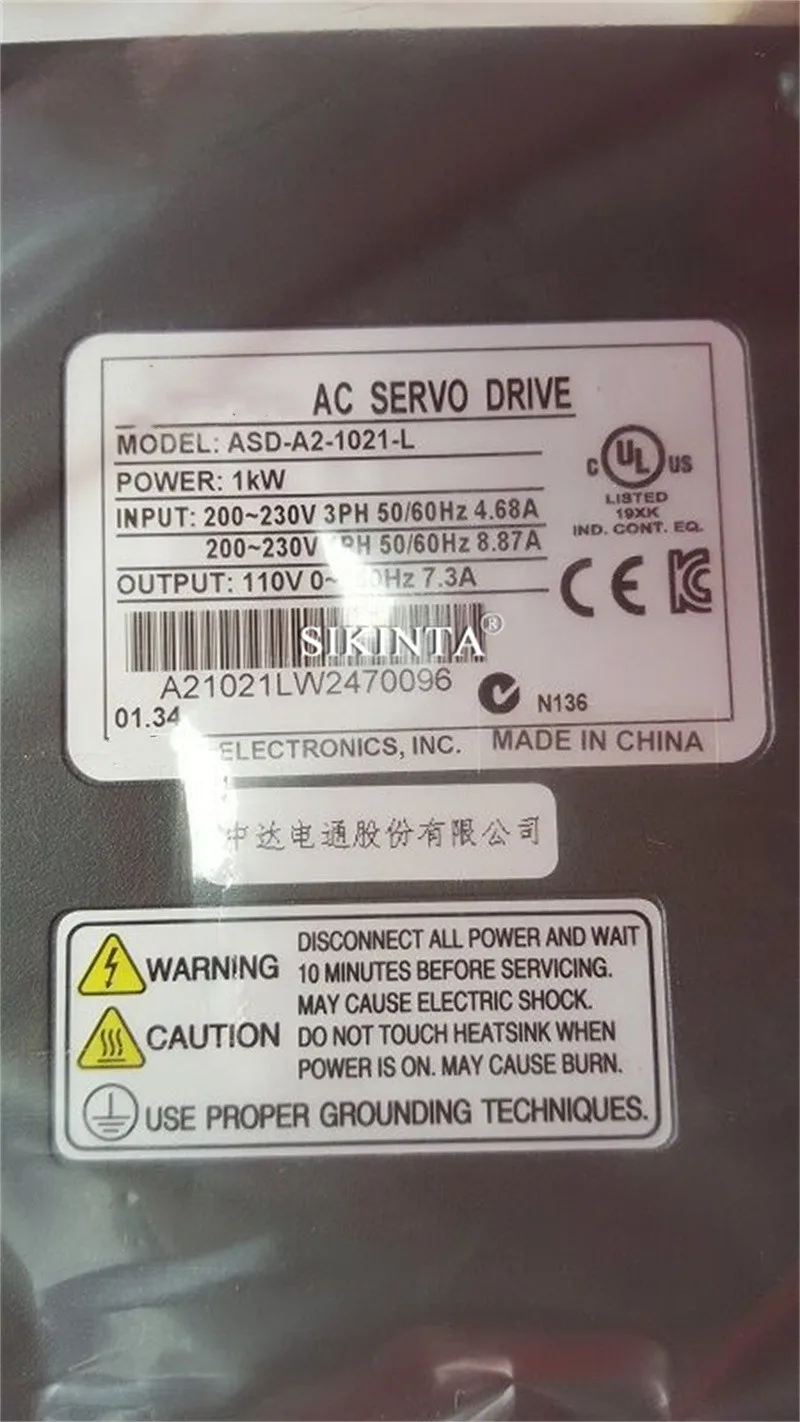 AC SERVO DRIVE
MODEL: ASD-A2-1021-L
POWER: 1kW
INPUT: 200~230V 3PH 50/60Hz 4.68A
200~230V PH 50/60Hz 8.87A
OUTPUT: 110V 0~ Hz 7.3A
C UL US
LISTED
19XK
IND. CONT. EQ.
CE
SIKINTA®
A21021LW2470096
N136
01.34
ELECTRONICS, INC. MADE IN CHINA
中达电通股份有限公司
WARNING
DISCONNECT ALL POWER AND WAIT
10 MINUTES BEFORE SERVICING.
MAY CAUSE ELECTRIC SHOCK.
CAUTION
DO NOT TOUCH HEATSINK WHEN
POWER IS ON. MAY CAUSE BURN.
USE PROPER GROUNDING TECHNIQUES.